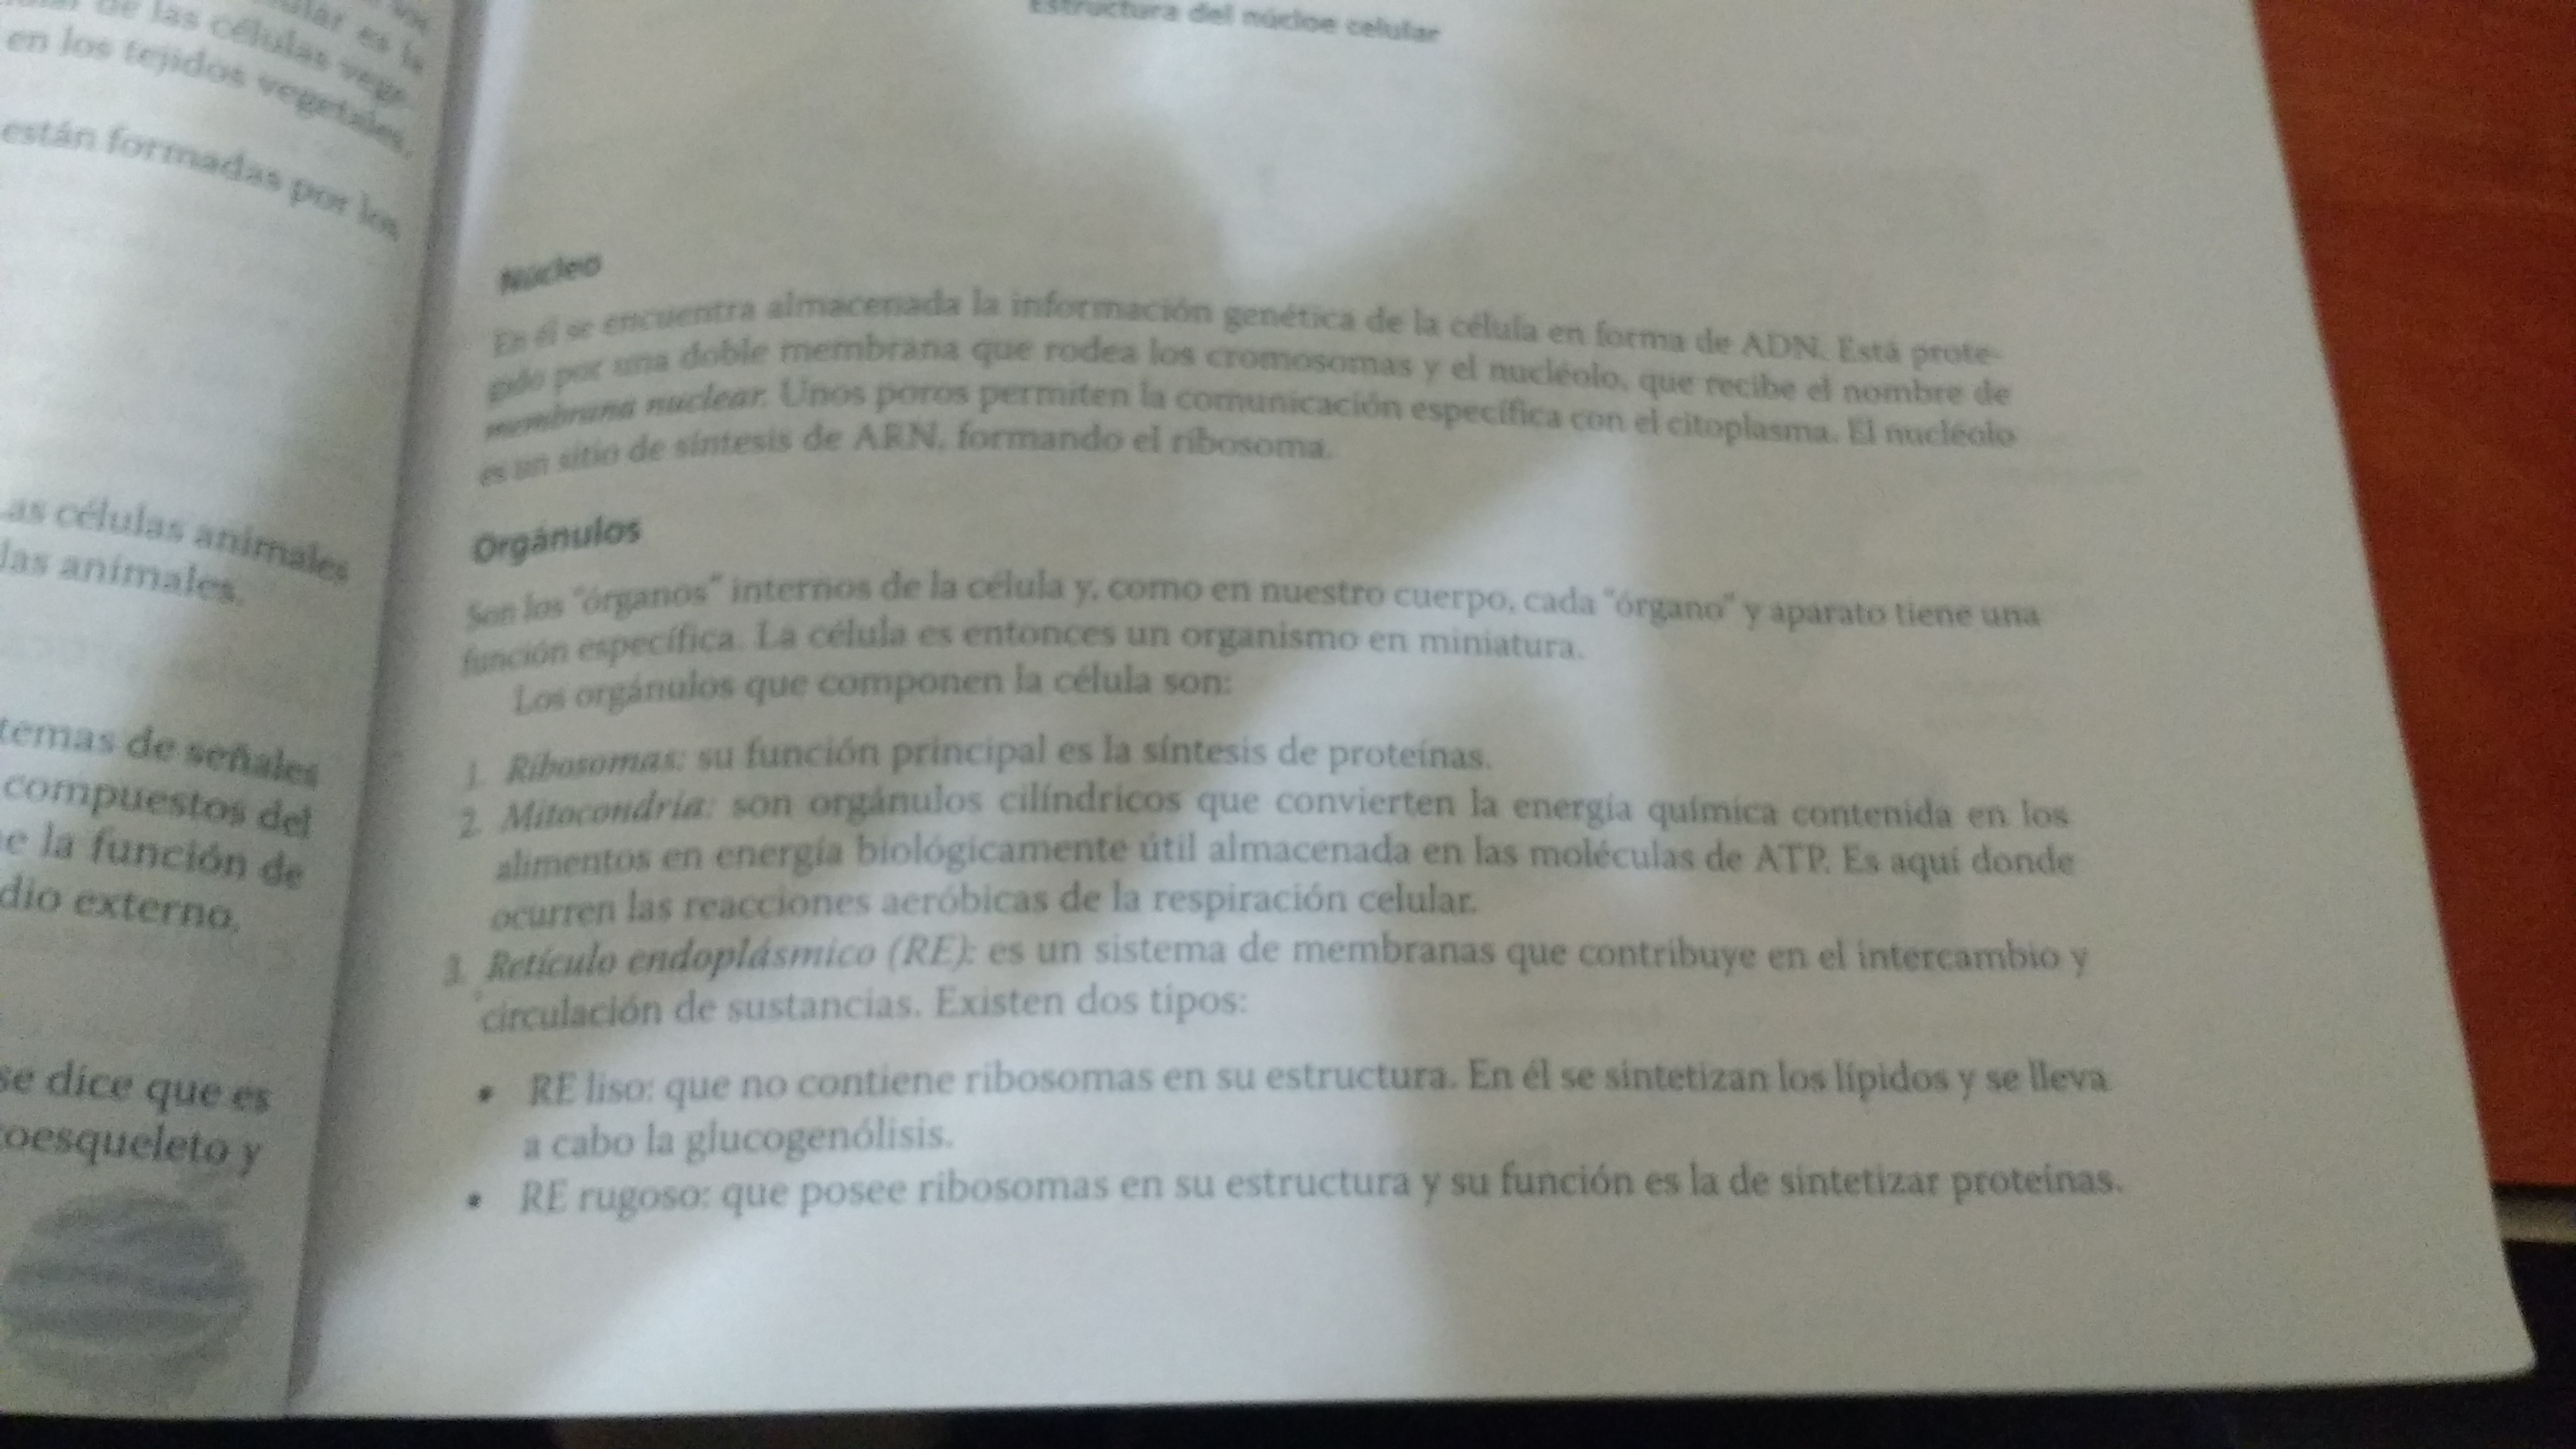 de las células vege-
en los tejidos vegetales,
están formadas por los
as células animales
las animales.
temas de señales
compuestos del
e la función de
dio externo.
se dice que es
toesqueleto y
Estructura del núcloe celular
Núcleo
En él se encuentra almacenada la información genética de la célula en forma de ADN. Está prote-
gido por una doble membrana que rodea los cromosomas y el nucléolo, que recibe el nombre de
membrana nuclear. Unos poros permiten la comunicación específica con el citoplasma. El nucléolo
es un sitio de síntesis de ARN, formando el ribosoma.
Orgánulos
Son los "órganos" internos de la célula y, como en nuestro cuerpo, cada "órgano" y aparato tiene una
función específica. La célula es entonces un organismo en miniatura.
Los orgánulos que componen la célula son:
1. Ribosomas: su función principal es la síntesis de proteínas.
2. Mitocondria: son orgánulos cilíndricos que convierten la energía química contenida en los
alimentos en energía biológicamente útil almacenada en las moléculas de ATP. Es aquí donde
ocurren las reacciones aeróbicas de la respiración celular.
3. Retículo endoplásmico (RE): es un sistema de membranas que contribuye en el intercambio y
circulación de sustancias. Existen dos tipos:
• RE liso: que no contiene ribosomas en su estructura. En él se sintetizan los lípidos y se lleva
a cabo la glucogenólisis.
• RE rugoso: que posee ribosomas en su estructura y su función es la de sintetizar proteínas.